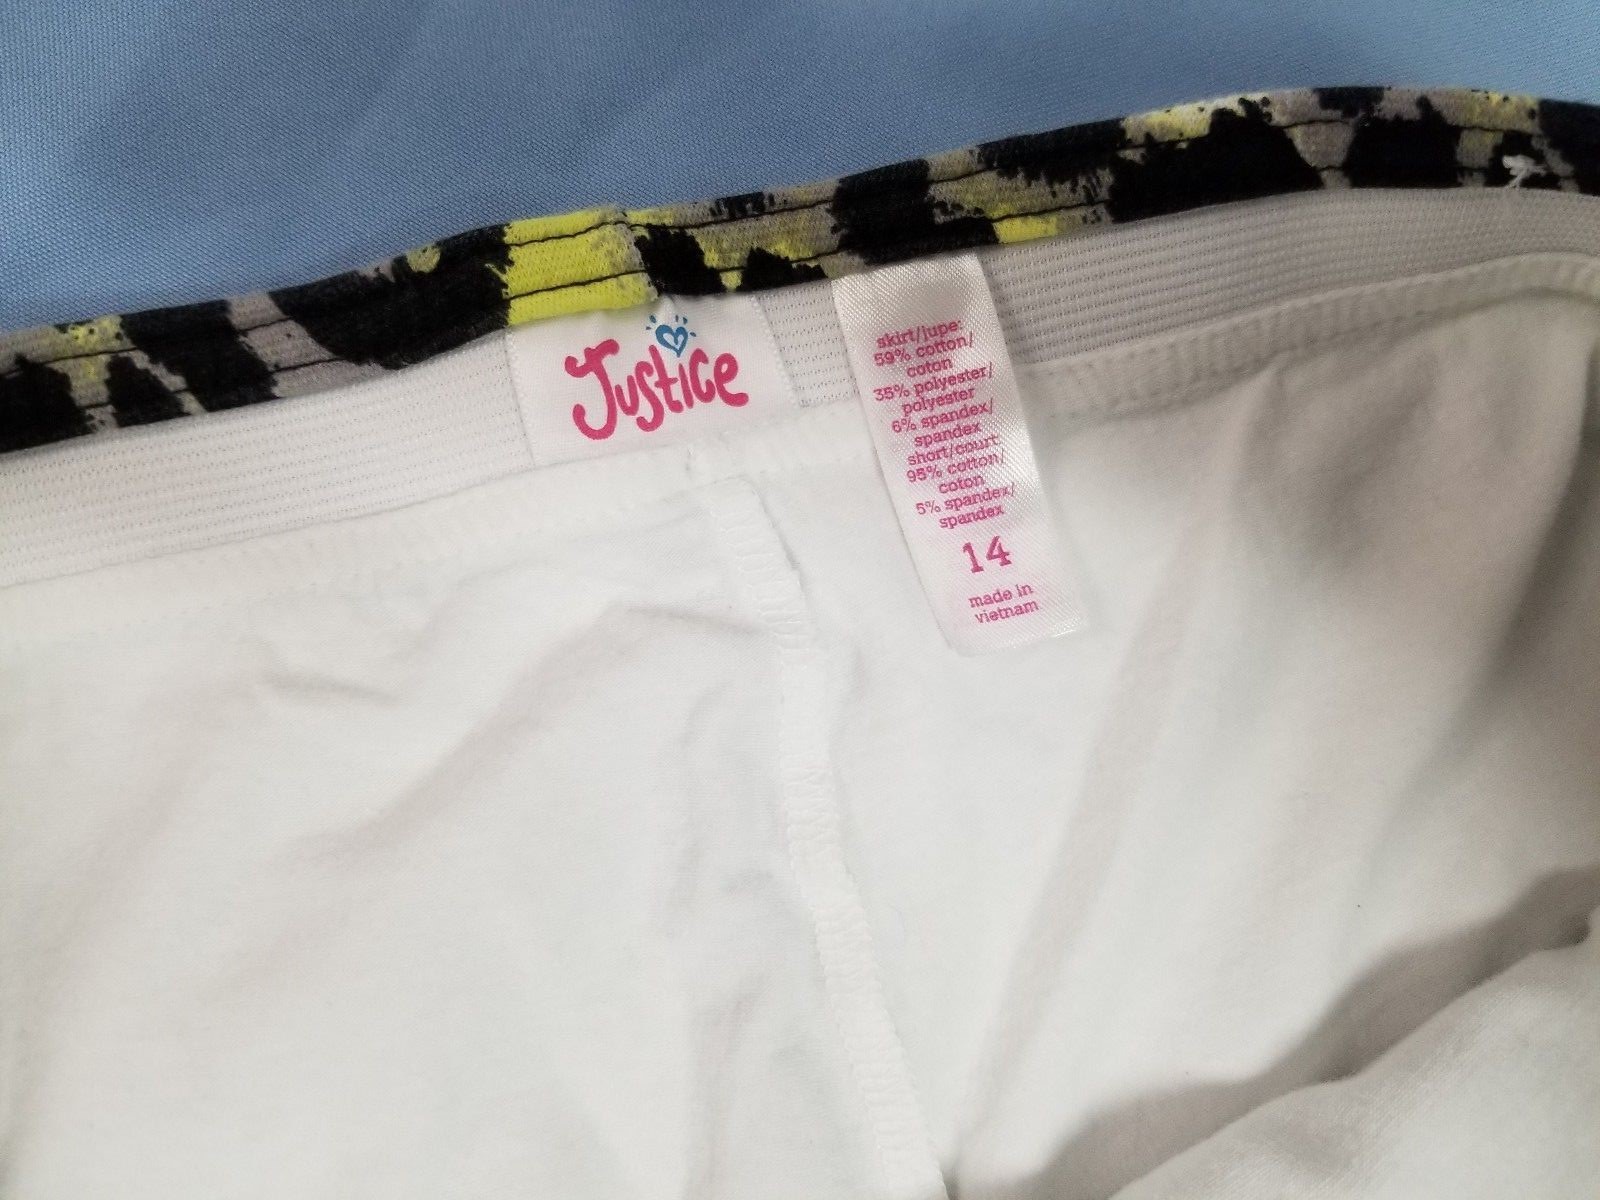 Justice
skirt/jupe:
59% cotton/
coton
35% polyester/
polyester
6% spandex/
spandex
short/court:
95% cotton/
coton
5% spandex/
spandex
14
made in
vietnam